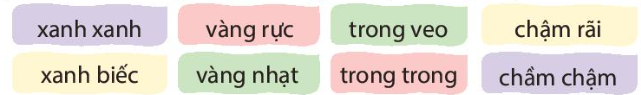 xanh xanh vàng rực trong veo chậm rãi
xanh biếc vàng nhạt trong trong chầm chậm